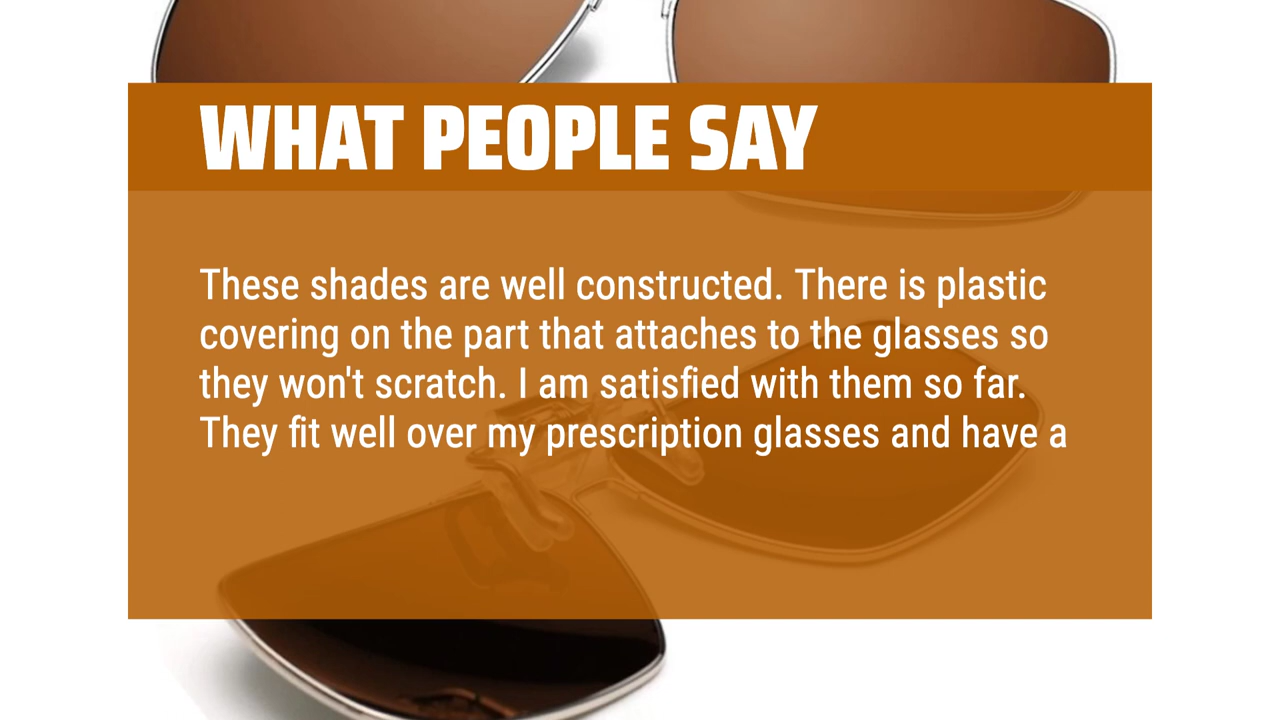 WHAT PEOPLE SAY
These shades are well constructed. There is plastic
covering on the part that attaches to the glasses so
they won't scratch. I am satisfied with them so far.
They fit well over my prescription glasses and have a